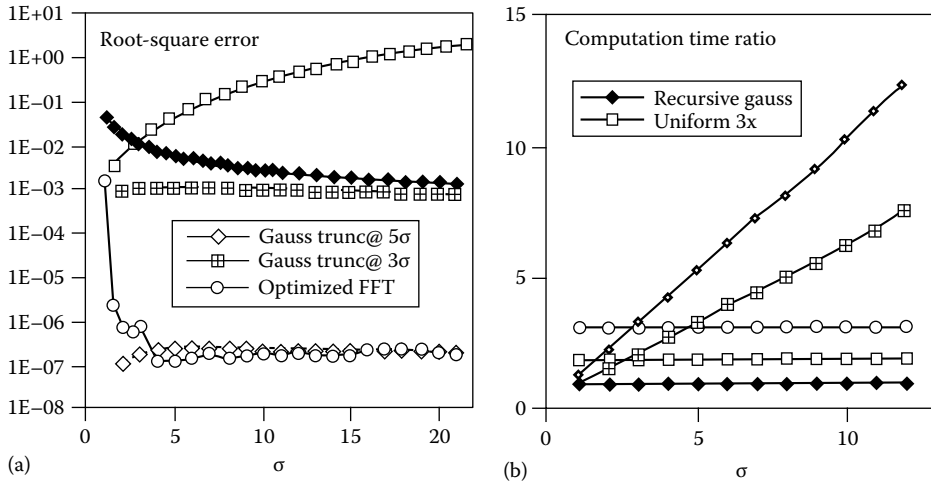 1E+01
1E+00
1E−01
1E−02
1E−03
1E−04
1E−05
1E−06
1E−07
1E−08
Root-square error
Gauss trunc@ 5σ
Gauss trunc@ 3σ
Optimized FFT
0 5 10 15 20
(a)
σ
15
10
5
0
Computation time ratio
Recursive gauss
Uniform 3x
0 5 10
(b)
σ